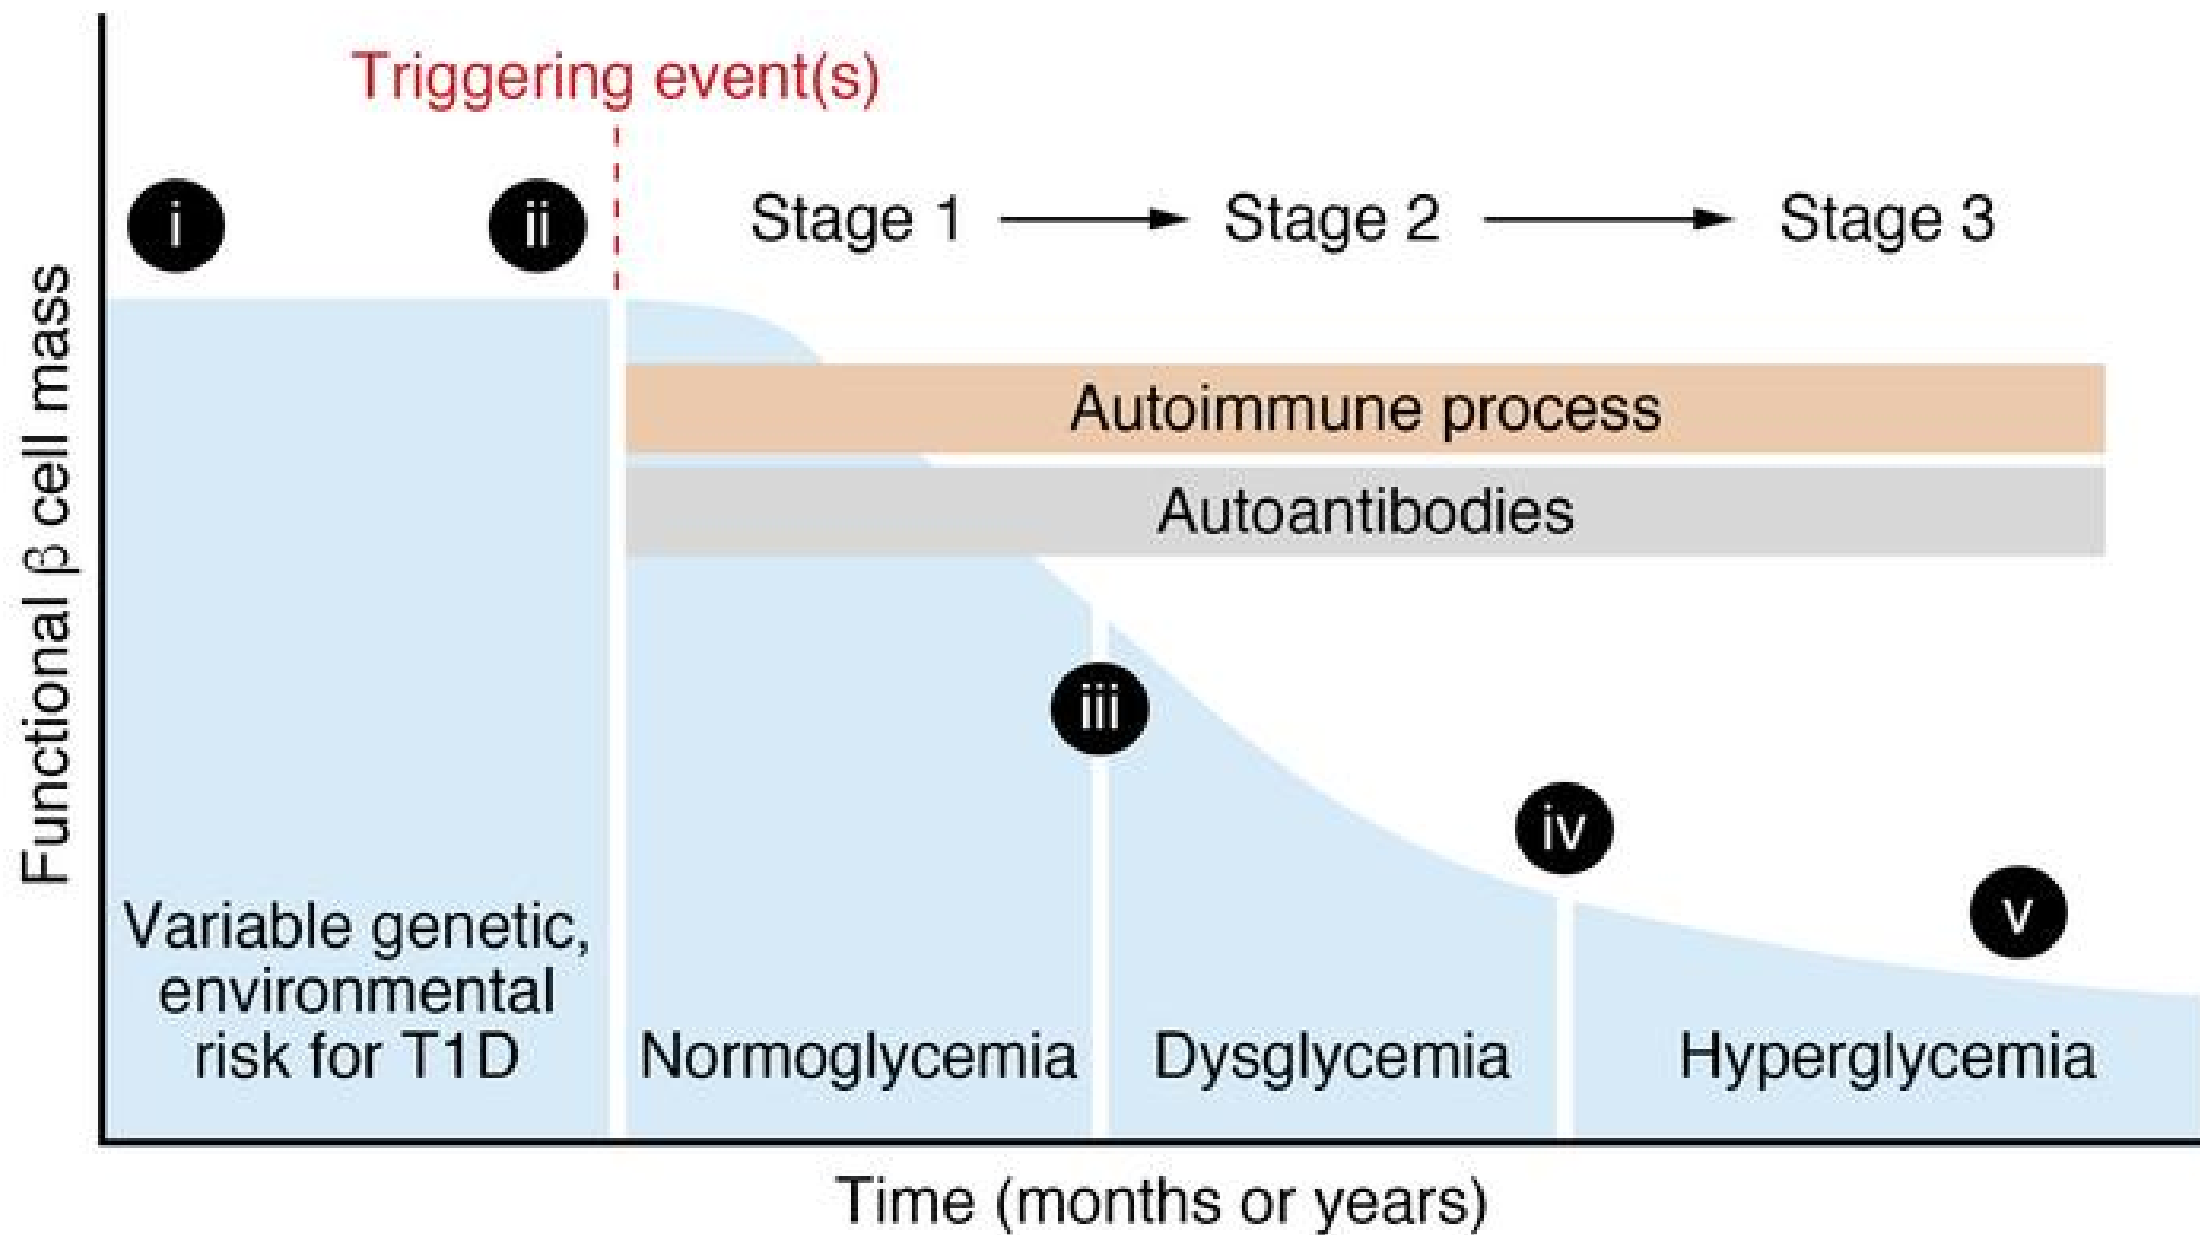 Triggering event(s)
i
ii
Stage 1
Stage 2
Stage 3
Autoimmune process
Autoantibodies
iii
iv
v
Variable genetic,
environmental
risk for T1D
Normoglycemia
Dysglycemia
Hyperglycemia
Functional β cell mass
Time (months or years)